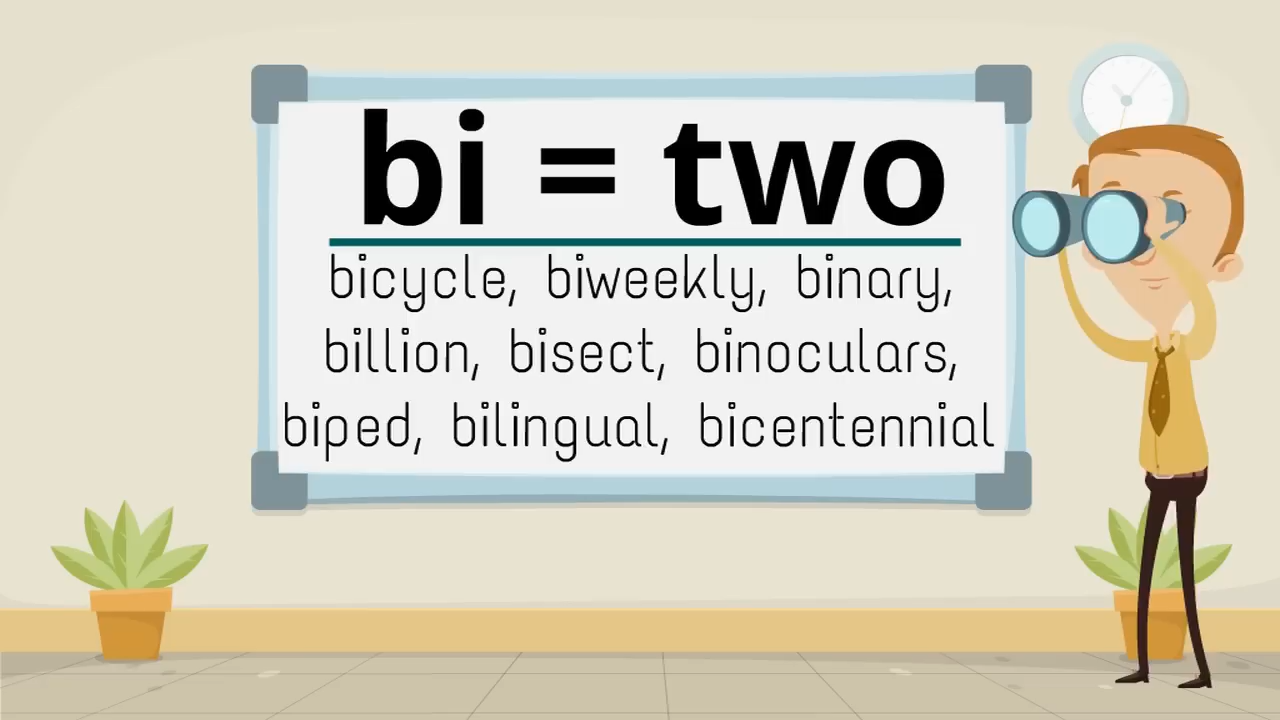 bi = two
bicycle, biweekly, binary,
billion, bisect, binoculars,
biped, bilingual, bicentennial